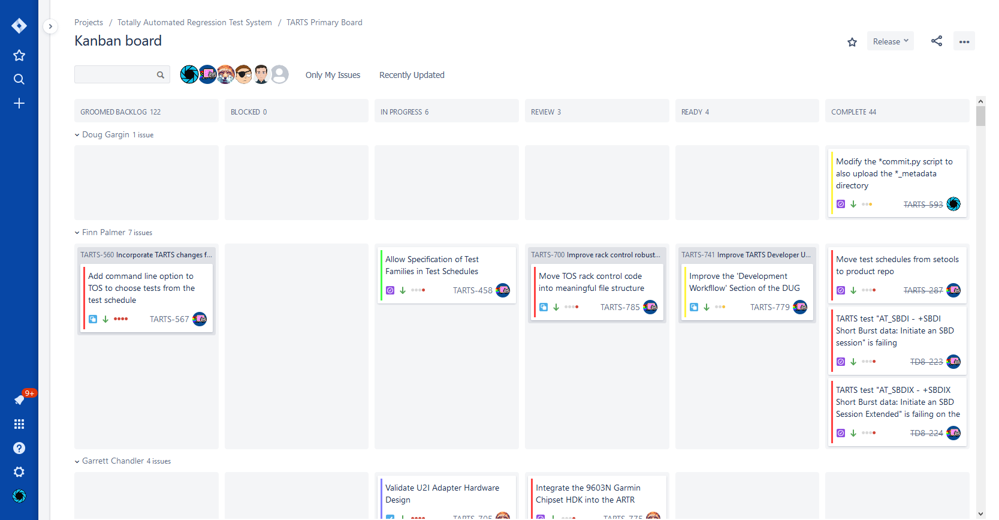 Projects / Totally Automated Regression Test System / TARTS Primary Board
Kanban board
Release
Only My Issues Recently Updated
GROOMED BACKLOG 122 BLOCKED 0 IN PROGRESS 6 REVIEW 3 READY 4 COMPLETE 44
Doug Gargin 1 issue
Modify the *commit.py script to
also upload the *_metadata
directory
TARTS-593
Finn Palmer 7 issues
TARTS-560 Incorporate TARTS changes f...
Add command line option to
TOS to choose tests from the
test schedule
TARTS-567
Allow Specification of Test
Families in Test Schedules
TARTS-458
TARTS-700 Improve rack control robust...
Move TOS rack control code
into meaningful file structure
TARTS-785
TARTS-741 Improve TARTS Developer U...
Improve the 'Development
Workfllow' Section of the DUG
TARTS-779
Move test schedules from setools
to product repo
TARTS-287
TARTS test "AT_SBDI - +SBDI
Short Burst data: Initiate an SBD
session" is failing
TD8-223
TARTS test "AT_SBDIX - +SBDIX
Short Burst data: Initiate an SBD
Session Extended" is failing on the
TD8-224
9+
Garrett Chandler 4 issues
Validate U2I Adapter Hardware
Design
TARTS-705
Integrate the 9603N Garmin
Chipset HDK into the ARTR
TARTS-775